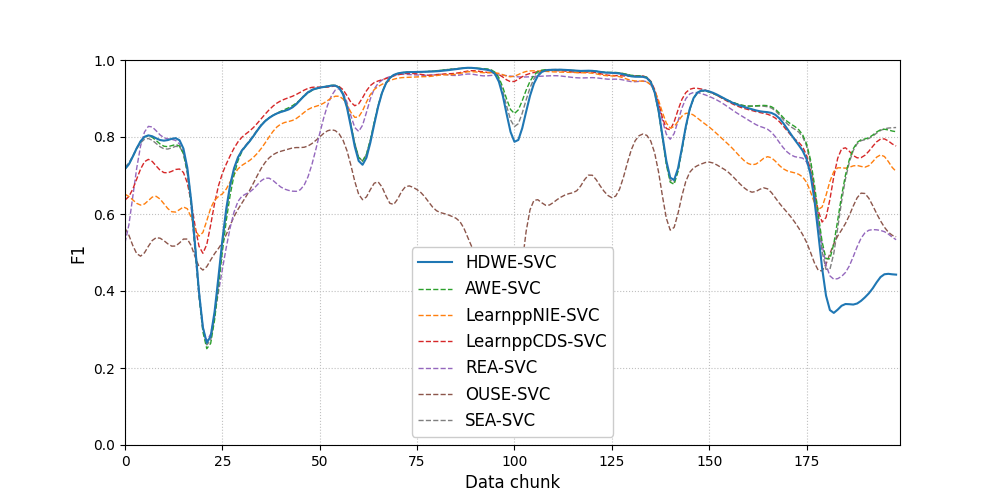 1.0
0.8
0.6
0.4
0.2
0.0
F1
HDWE-SVC
AWE-SVC
LearnppNIE-SVC
LearnppCDS-SVC
REA-SVC
OUSE-SVC
SEA-SVC
0 25 50 75 100 125 150 175
Data chunk